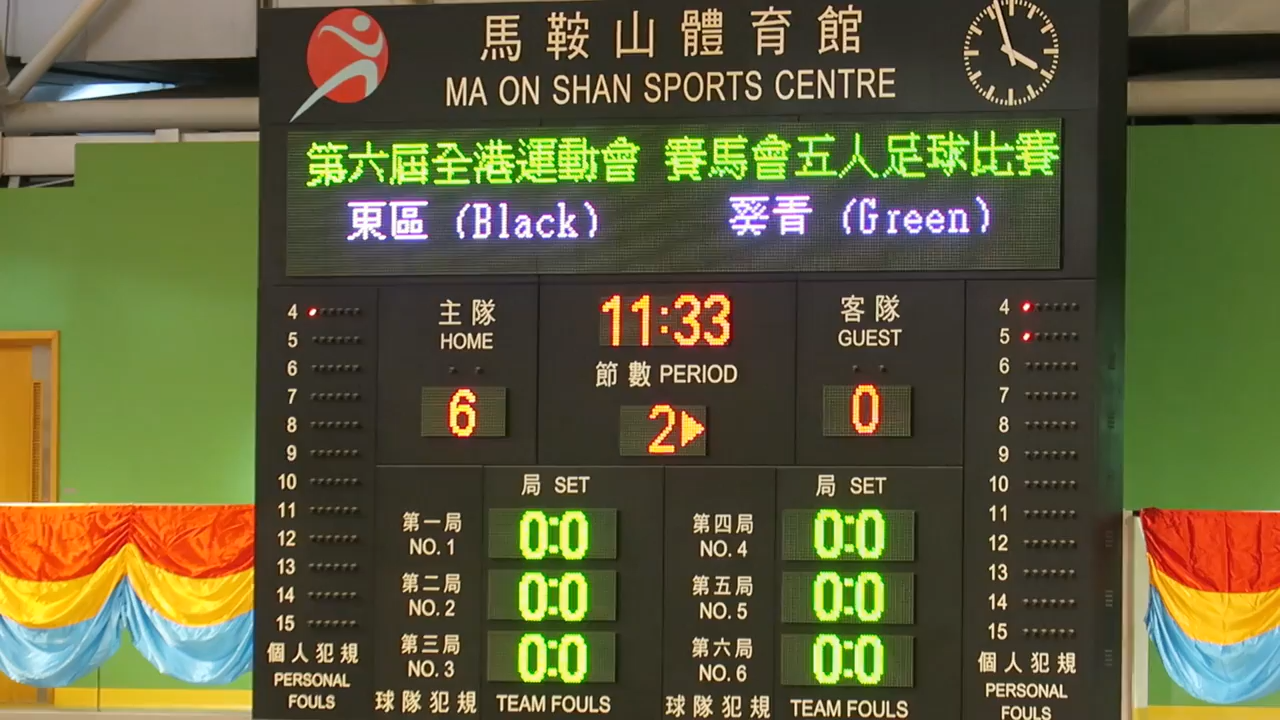 馬鞍山體育館
MA ON SHAN SPORTS CENTRE
第六屆全港運動會 賽馬會五人足球比賽
東區 (Black) 葵青 (Green)
主隊
HOME
11:33
客隊
GUEST
節數 PERIOD
6
2
0
4
5
6
7
8
9
10
11
12
13
14
15
個人犯規
PERSONAL
FOULS
局 SET
第一局
NO. 1
0:0
第二局
NO. 2
0:0
第三局
NO. 3
0:0
球隊犯規 TEAM FOULS
局 SET
第四局
NO. 4
0:0
第五局
NO. 5
0:0
第六局
NO. 6
0:0
球隊犯規 TEAM FOULS
4
5
6
7
8
9
10
11
12
13
14
15
個人犯規
PERSONAL
FOULS